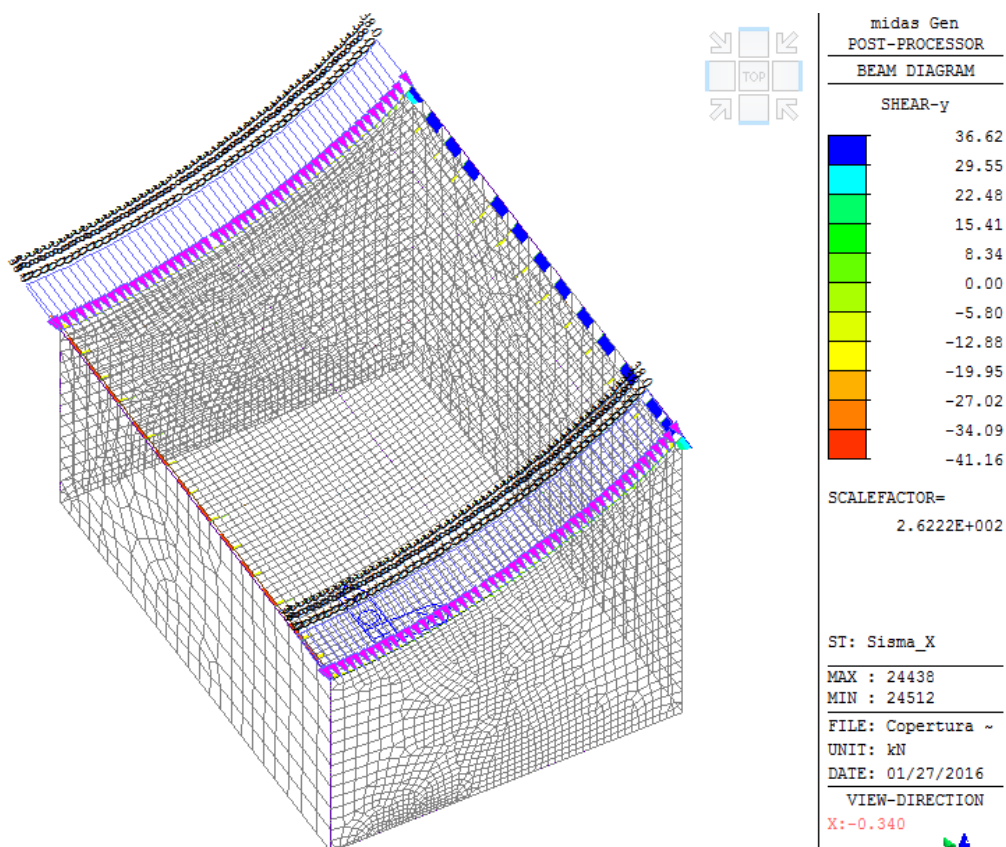 TOP
midas Gen
POST-PROCESSOR
BEAM DIAGRAM
SHEAR-y
36.62
29.55
22.48
15.41
8.34
0.00
-5.80
-12.88
-19.95
-27.02
-34.09
-41.16
SCALEFACTOR=
2.6222E+002
ST: Sisma_X
MAX : 24438
MIN : 24512
FILE: Copertura ~
UNIT: kN
DATE: 01/27/2016
VIEW-DIRECTION
X:-0.340